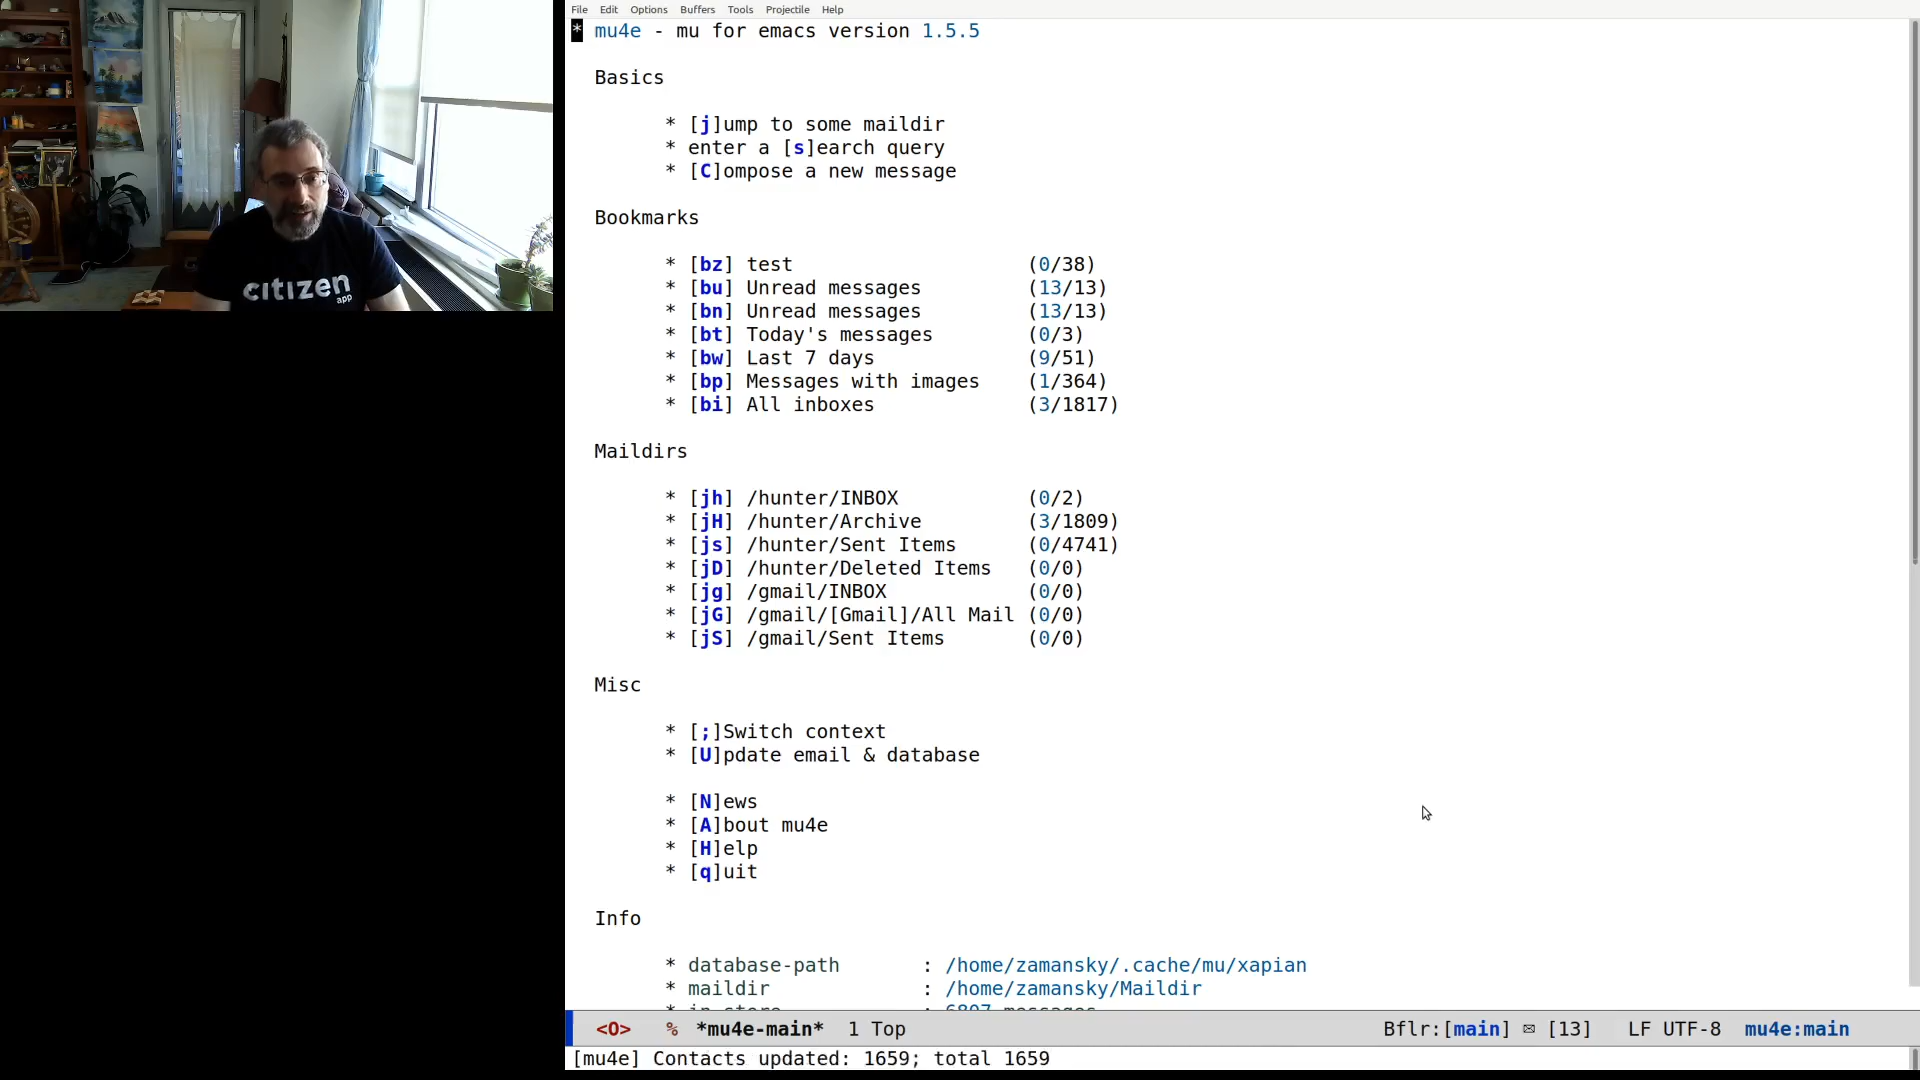 citizen
app
File Edit Options Buffers Tools Projectile Help
* mu4e - mu for emacs version 1.5.5
Basics
* [j]ump to some maildir
* enter a [s]earch query
* [C]ompose a new message
Bookmarks
* [bz] test (0/38)
* [bu] Unread messages (13/13)
* [bn] Unread messages (13/13)
* [bt] Today's messages (0/3)
* [bw] Last 7 days (9/51)
* [bp] Messages with images (1/364)
* [bi] All inboxes (3/1817)
Maildirs
* [jh] /hunter/INBOX (0/2)
* [jH] /hunter/Archive (3/1809)
* [js] /hunter/Sent Items (0/4741)
* [jD] /hunter/Deleted Items (0/0)
* [jg] /gmail/INBOX (0/0)
* [jG] /gmail/[Gmail]/All Mail (0/0)
* [jS] /gmail/Sent Items (0/0)
Misc
* [;]Switch context
* [U]pdate email & database
* [N]ews
* [A]bout mu4e
* [H]elp
* [q]uit
Info
* database-path : /home/zamansky/.cache/mu/xapian
* maildir : /home/zamansky/Maildir
* in store : 6807 messages
<O> % *mu4e-main* 1 Top Bflr:[main] ✉ [13] LF UTF-8 mu4e:main
[mu4e] Contacts updated: 1659; total 1659